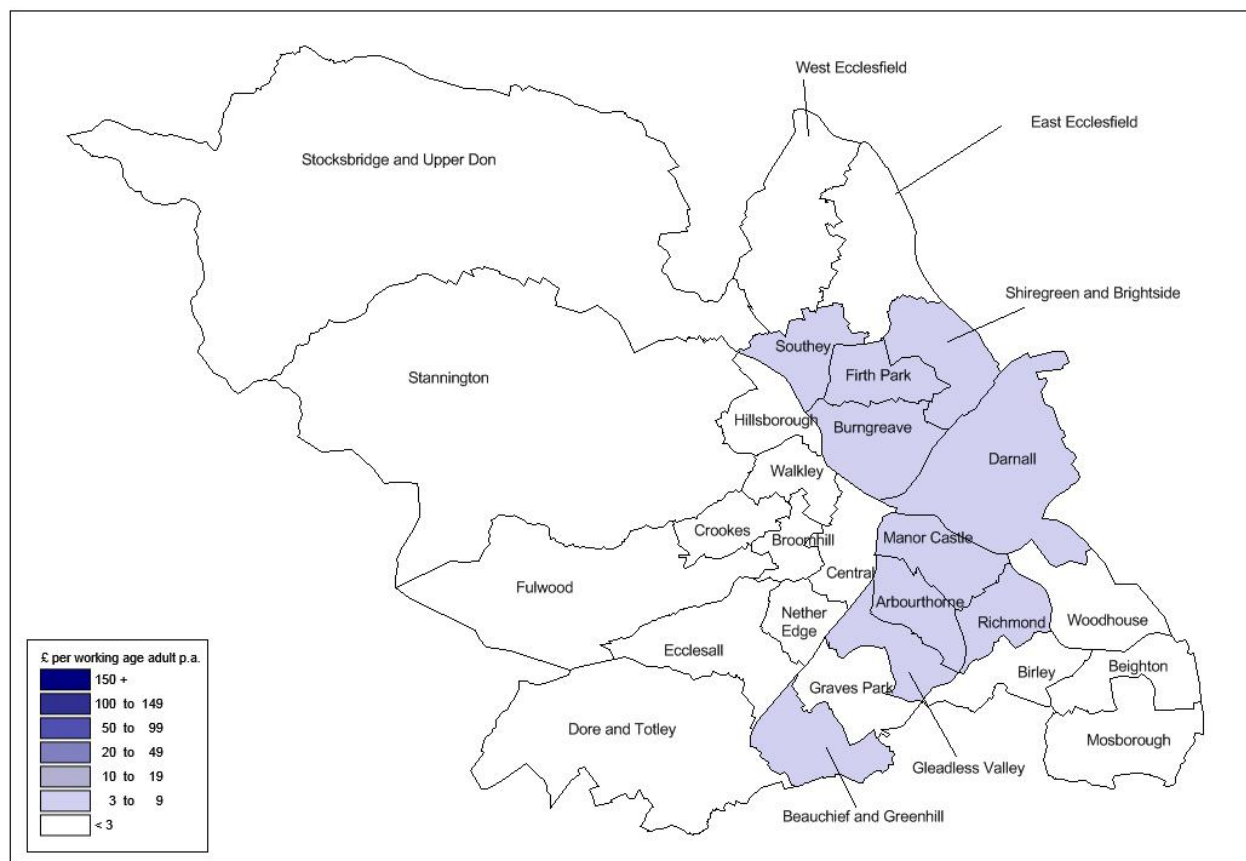 West Ecclesfield
East Ecclesfield
Stocksbridge and Upper Don
Shiregreen and Brightside
Southey
Firth Park
Stannington
Hillsborough
Burngreave
Darnall
Walkley
Crookes
Broomhill
Manor Castle
Central
Fulwood
Arbourthorne
Nether
Edge
Richmond
Woodhouse
Ecclesall
Birley
Beighton
Graves Park
Dore and Totley
Mosborough
Gleadless Valley
Beauchief and Greenhill
£ per working age adult p.a.
150 +
100 to 149
50 to 99
20 to 49
10 to 19
3 to 9
< 3